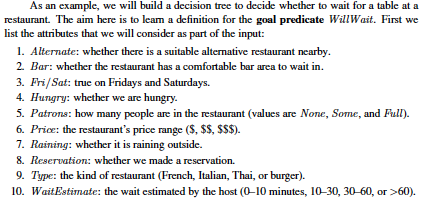 As an example, we will build a decision tree to decide whether to wait for a table at a
restaurant. The aim here is to learn a definition for the goal predicate WillWait. First we
list the attributes that we will consider as part of the input:
1. Alternate: whether there is a suitable alternative restaurant nearby.
2. Bar: whether the restaurant has a comfortable bar area to wait in.
3. Fri/Sat: true on Fridays and Saturdays.
4. Hungry: whether we are hungry.
5. Patrons: how many people are in the restaurant (values are None, Some, and Full).
6. Price: the restaurant's price range ($, $$, $$$).
7. Raining: whether it is raining outside.
8. Reservation: whether we made a reservation.
9. Type: the kind of restaurant (French, Italian, Thai, or burger).
10. WaitEstimate: the wait estimated by the host (0–10 minutes, 10–30, 30–60, or >60).